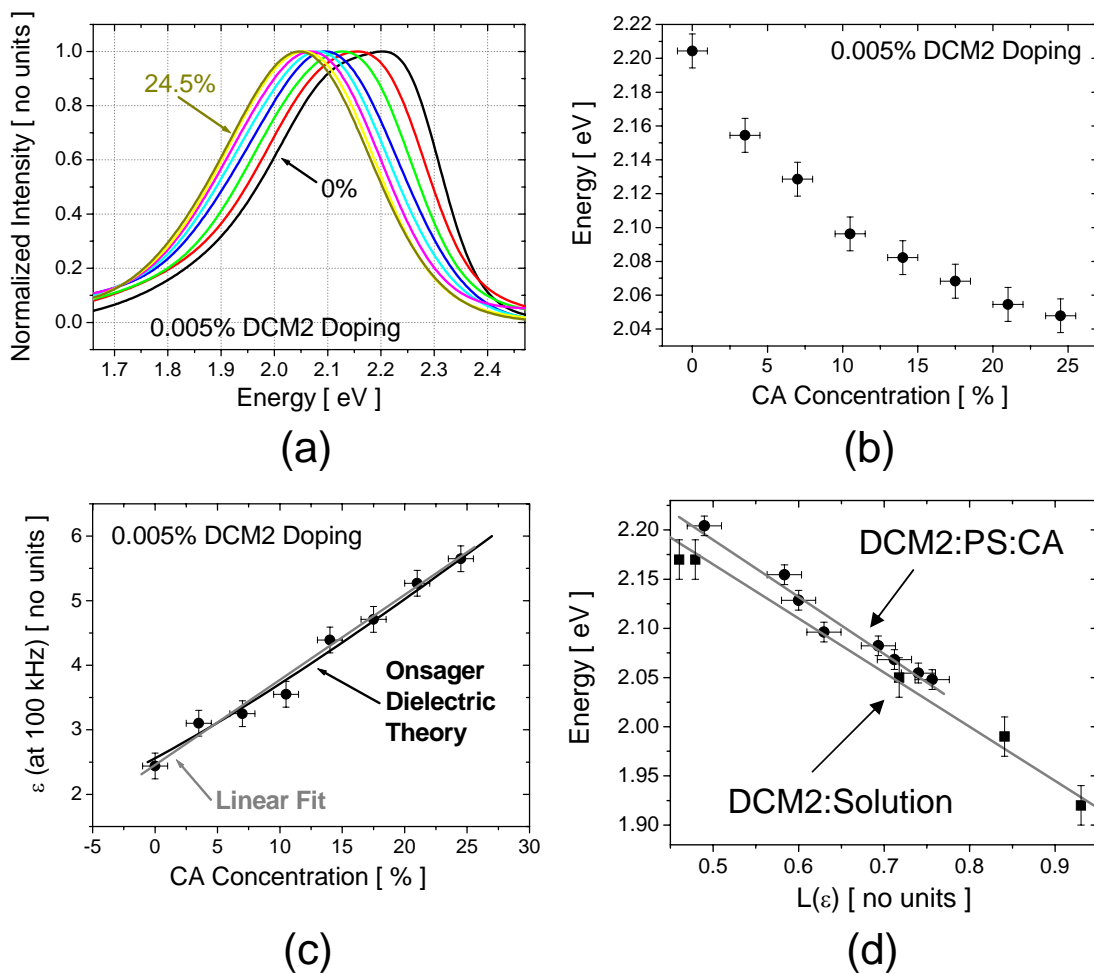 Normalized Intensity [ no units ]
1.0
0.8
0.6
0.4
0.2
0.0
24.5%
0%
0.005% DCM2 Doping
1.7 1.8 1.9 2.0 2.1 2.2 2.3 2.4
Energy [ eV ]
(a)
Energy [ eV ]
2.22
2.20
2.18
2.16
2.14
2.12
2.10
2.08
2.06
2.04
0.005% DCM2 Doping
0 5 10 15 20 25
CA Concentration [ % ]
(b)
ε (at 100 kHz) [ no units ]
6
5
4
3
2
0.005% DCM2 Doping
Onsager
Dielectric
Theory
Linear Fit
-5 0 5 10 15 20 25 30
CA Concentration [ % ]
(c)
Energy [ eV ]
2.20
2.15
2.10
2.05
2.00
1.95
1.90
DCM2:PS:CA
DCM2:Solution
0.5 0.6 0.7 0.8 0.9
L(ε) [ no units ]
(d)